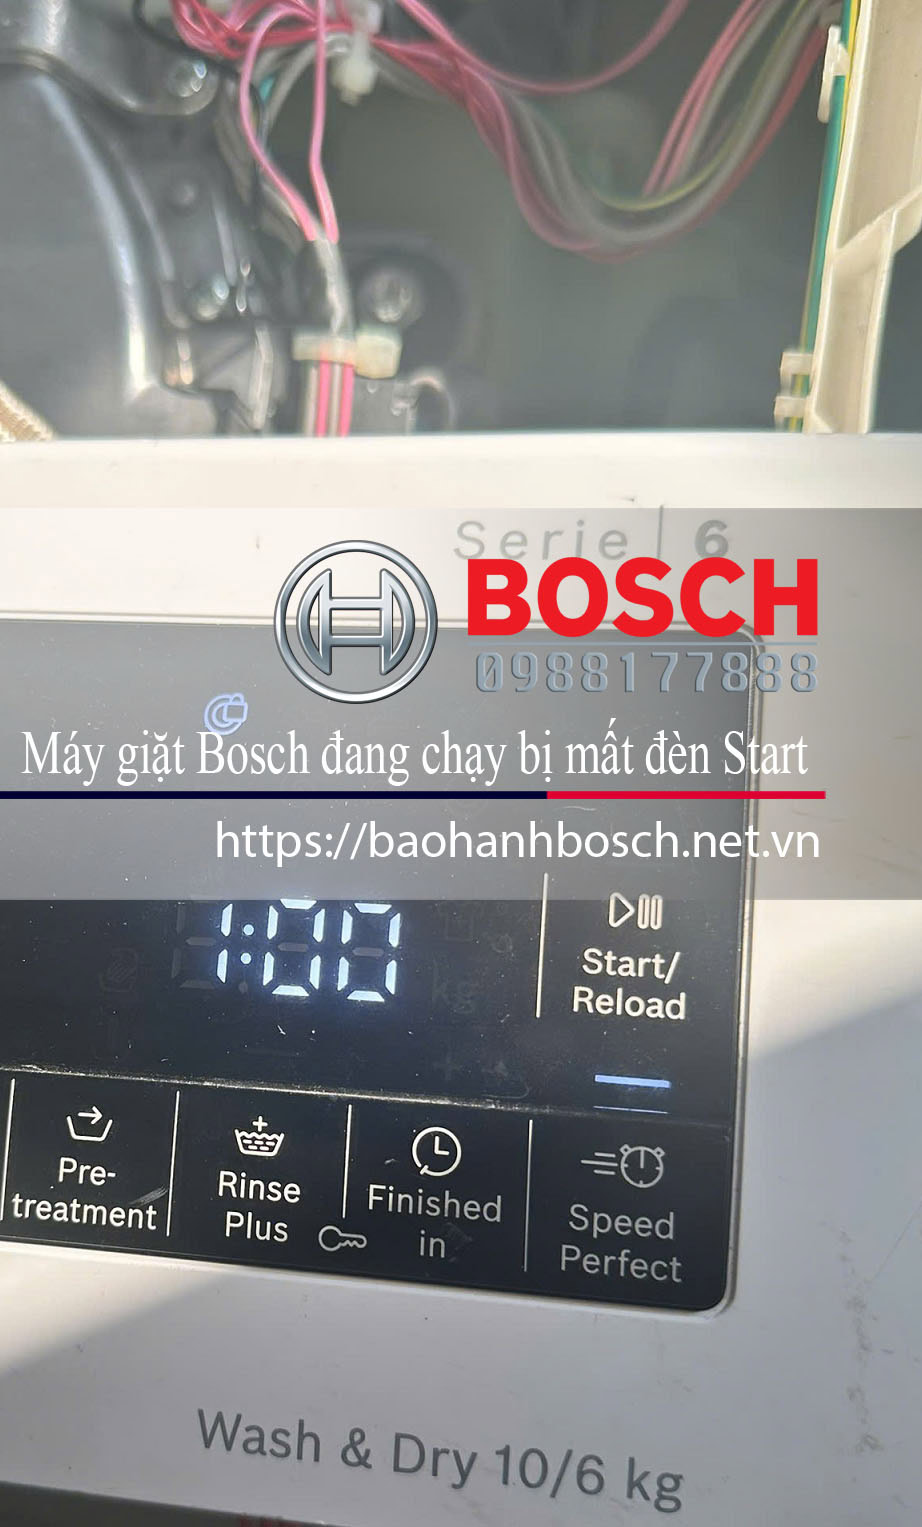 Serie | 6
BOSCH
0988177888
Máy giặt Bosch đang chạy bị mất đèn Start
https://baohanhbosch.net.vn
1:00
Start/
Reload
kg
Pre-
treatment
Rinse
Plus
Finished
in
Speed
Perfect
Wash & Dry 10/6 kg